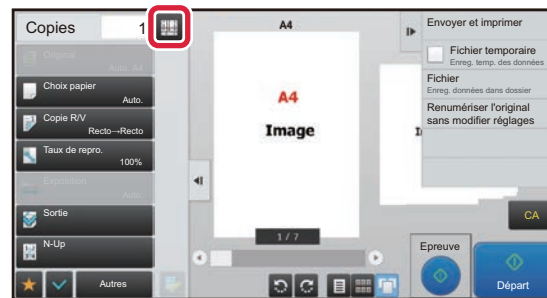 Copies 1
Original
Auto. A4
Choix papier
Auto.
Copie R/V
Recto→Recto
Taux de repro.
100%
Exposition
Auto.
Sortie
N-Up
Autres
A4
A4
Image
1 / 7
Envoyer et imprimer
Fichier temporaire
Enreg. temp. des données
Fichier
Enreg. données dans dossier
Renumériser l'original
sans modifier réglages
CA
Epreuve
Départ